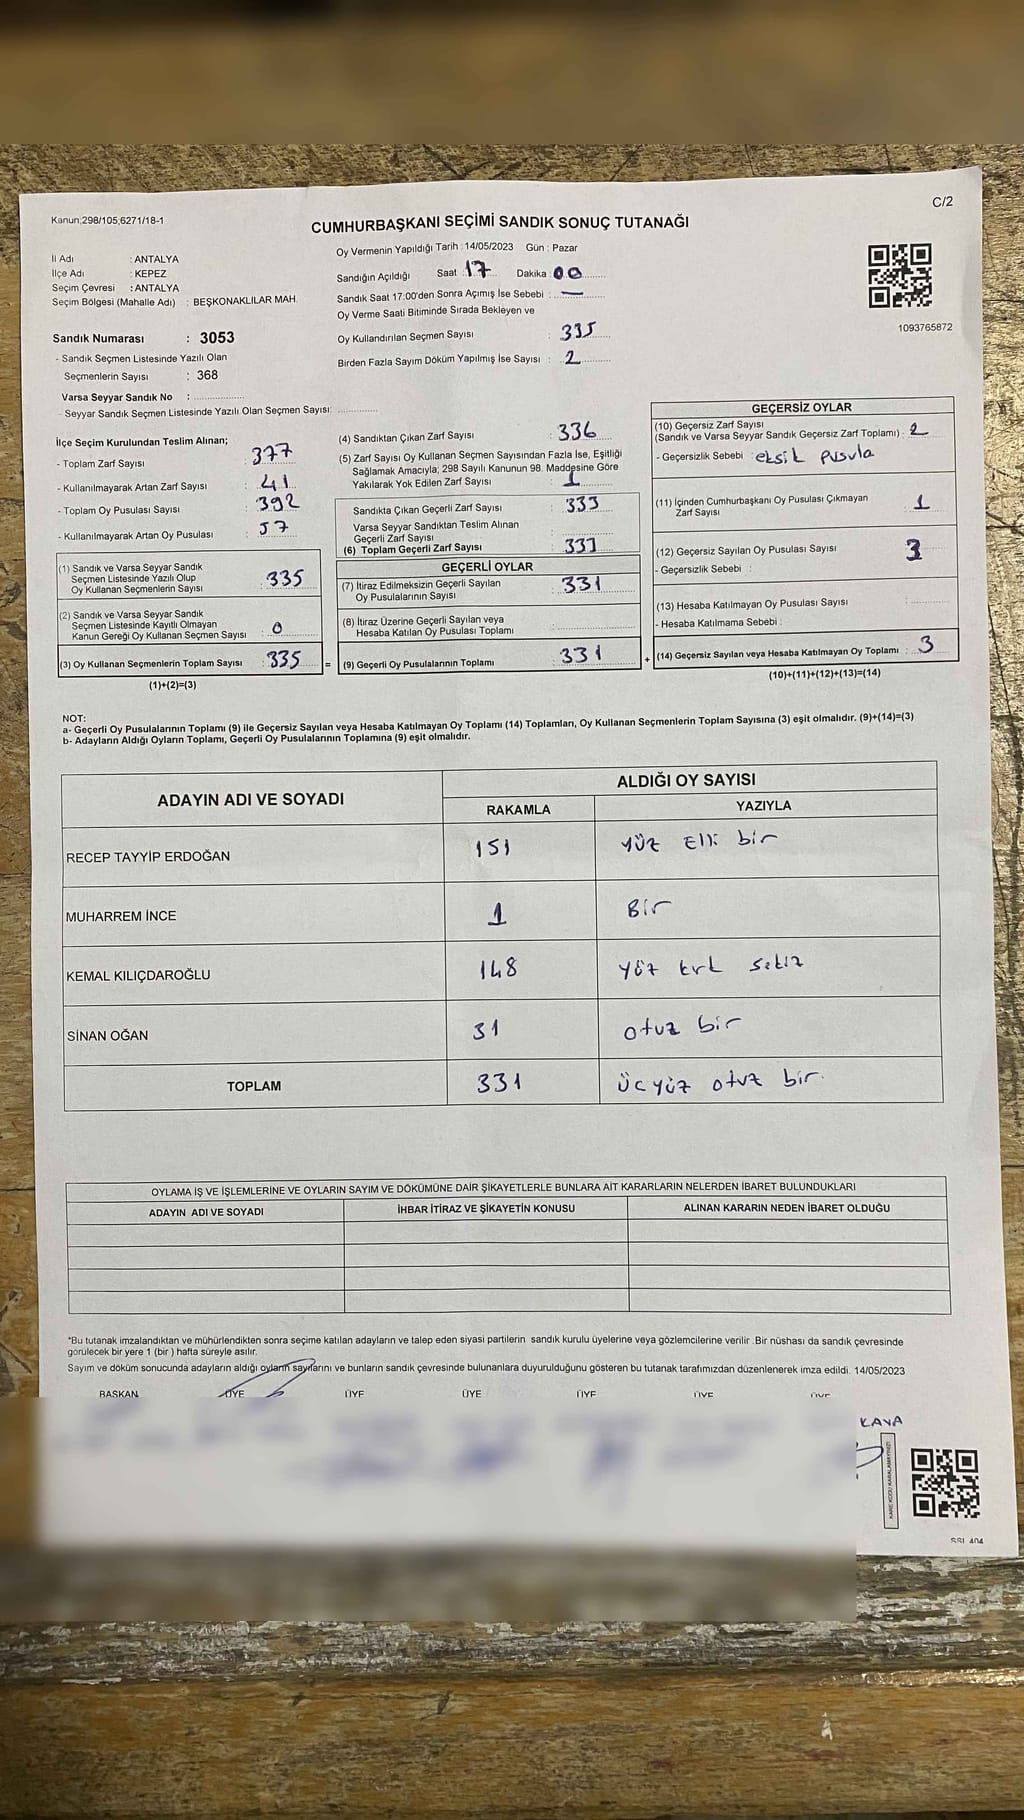 C/2
Kanun:298/105,6271/18-1
CUMHURBAŞKANI SEÇİMİ SANDIK SONUÇ TUTANAĞI
İl Adı : ANTALYA
İlçe Adı : KEPEZ
Seçim Çevresi : ANTALYA
Seçim Bölgesi (Mahalle Adı) : BEŞKONAKLILAR MAH.
Sandık Numarası : 3053
- Sandık Seçmen Listesinde Yazılı Olan
Seçmenlerin Sayısı : 368
Varsa Seyyar Sandık No :
- Seyyar Sandık Seçmen Listesinde Yazılı Olan Seçmen Sayısı:
Oy Vermenin Yapıldığı Tarih : 14/05/2023 Gün : Pazar
Sandığın Açıldığı Saat : 17 Dakika : 00
Sandık Saat 17:00'den Sonra Açımış İse Sebebi : —
Oy Verme Saati Bitiminde Sırada Bekleyen ve
Oy Kullandırılan Seçmen Sayısı : 335
Birden Fazla Sayım Döküm Yapılmış İse Sayısı : 2
1093765872
İlçe Seçim Kurulundan Teslim Alınan;
- Toplam Zarf Sayısı : 377
- Kullanılmayarak Artan Zarf Sayısı : 41
- Toplam Oy Pusulası Sayısı : 392
- Kullanılmayarak Artan Oy Pusulası : 57
(1) Sandık ve Varsa Seyyar Sandık
Seçmen Listesinde Yazılı Olup
Oy Kullanan Seçmenlerin Sayısı : 335
(2) Sandık ve Varsa Seyyar Sandık
Seçmen Listesinde Kayıtlı Olmayan
Kanun Gereği Oy Kullanan Seçmen Sayısı : 0
(3) Oy Kullanan Seçmenlerin Toplam Sayısı : 335
(1)+(2)=(3)
(4) Sandıktan Çıkan Zarf Sayısı : 336
(5) Zarf Sayısı Oy Kullanan Seçmen Sayısından Fazla İse, Eşitliği
Sağlamak Amacıyla; 298 Sayılı Kanunun 98. Maddesine Göre
Yakılarak Yok Edilen Zarf Sayısı : 1
Sandıkta Çıkan Geçerli Zarf Sayısı : 333
Varsa Seyyar Sandıktan Teslim Alınan
Geçerli Zarf Sayısı :
(6) Toplam Geçerli Zarf Sayısı : 333
GEÇERLİ OYLAR
(7) İtiraz Edilmeksizin Geçerli Sayılan
Oy Pusulalarının Sayısı : 331
(8) İtiraz Üzerine Geçerli Sayılan veya
Hesaba Katılan Oy Pusulası Toplamı :
= (9) Geçerli Oy Pusulalarının Toplamı : 331
GEÇERSİZ OYLAR
(10) Geçersiz Zarf Sayısı
(Sandık ve Varsa Seyyar Sandık Geçersiz Zarf Toplamı) : 2
- Geçersizlik Sebebi : eksik pusula
(11) İçinden Cumhurbaşkanı Oy Pusulası Çıkmayan
Zarf Sayısı : 1
(12) Geçersiz Sayılan Oy Pusulası Sayısı : 3
- Geçersizlik Sebebi :
(13) Hesaba Katılmayan Oy Pusulası Sayısı :
- Hesaba Katılmama Sebebi :
+ (14) Geçersiz Sayılan veya Hesaba Katılmayan Oy Toplamı : 3
(10)+(11)+(12)+(13)=(14)
NOT:
a- Geçerli Oy Pusulalarının Toplamı (9) ile Geçersiz Sayılan veya Hesaba Katılmayan Oy Toplamı (14) Toplamları, Oy Kullanan Seçmenlerin Toplam Sayısına (3) eşit olmalıdır. (9)+(14)=(3)
b- Adayların Aldığı Oyların Toplamı, Geçerli Oy Pusulalarının Toplamına (9) eşit olmalıdır.
ADAYIN ADI VE SOYADI ALDIĞI OY SAYISI
RAKAMLA YAZIYLA
RECEP TAYYİP ERDOĞAN 151 yüz Elli bir
MUHARREM İNCE 1 Bir
KEMAL KILIÇDAROĞLU 148 yüz kırk sekiz
SİNAN OĞAN 31 otuz bir
TOPLAM 331 üçyüz otuz bir.
OYLAMA İŞ VE İŞLEMLERİNE VE OYLARIN SAYIM VE DÖKÜMÜNE DAİR ŞİKAYETLERLE BUNLARA AİT KARARLARIN NELERDEN İBARET BULUNDUKLARI
ADAYIN ADI VE SOYADI İHBAR İTİRAZ VE ŞİKAYETİN KONUSU ALINAN KARARIN NEDEN İBARET OLDUĞU
*Bu tutanak imzalandıktan ve mühürlendikten sonra seçime katılan adayların ve talep eden siyasi partilerin sandık kurulu üyelerine veya gözlemcilerine verilir .Bir nüshası da sandık çevresinde
görülecek bir yere 1 (bir ) hafta süreyle asılır.
Sayım ve döküm sonucunda adayların aldığı oyların sayılarını ve bunların sandık çevresinde bulunanlara duyurulduğunu gösteren bu tutanak tarafımızdan düzenlenerek imza edildi. 14/05/2023
BAŞKAN ÜYE ÜYE ÜYE ÜYE ÜYE ÜYE
KAYA
KARE KODU KARALAMAYINIZ!
SSI 404